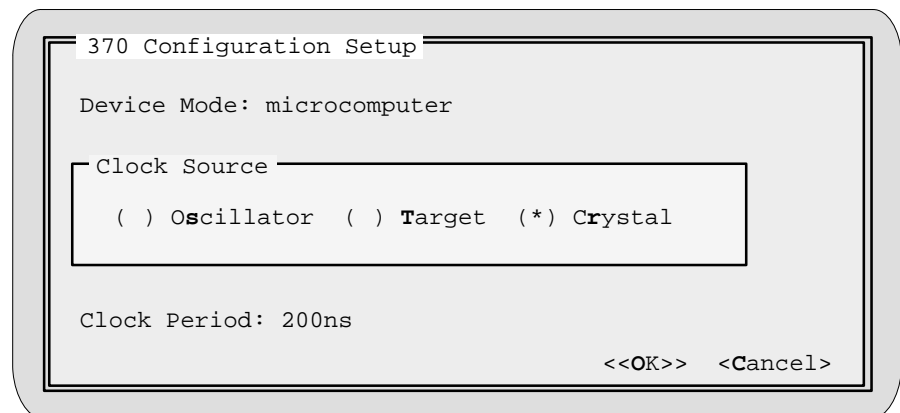 370 Configuration Setup
Device Mode: microcomputer
Clock Source
( ) Oscillator ( ) Target (*) Crystal
Clock Period: 200ns
<<OK>> <Cancel>